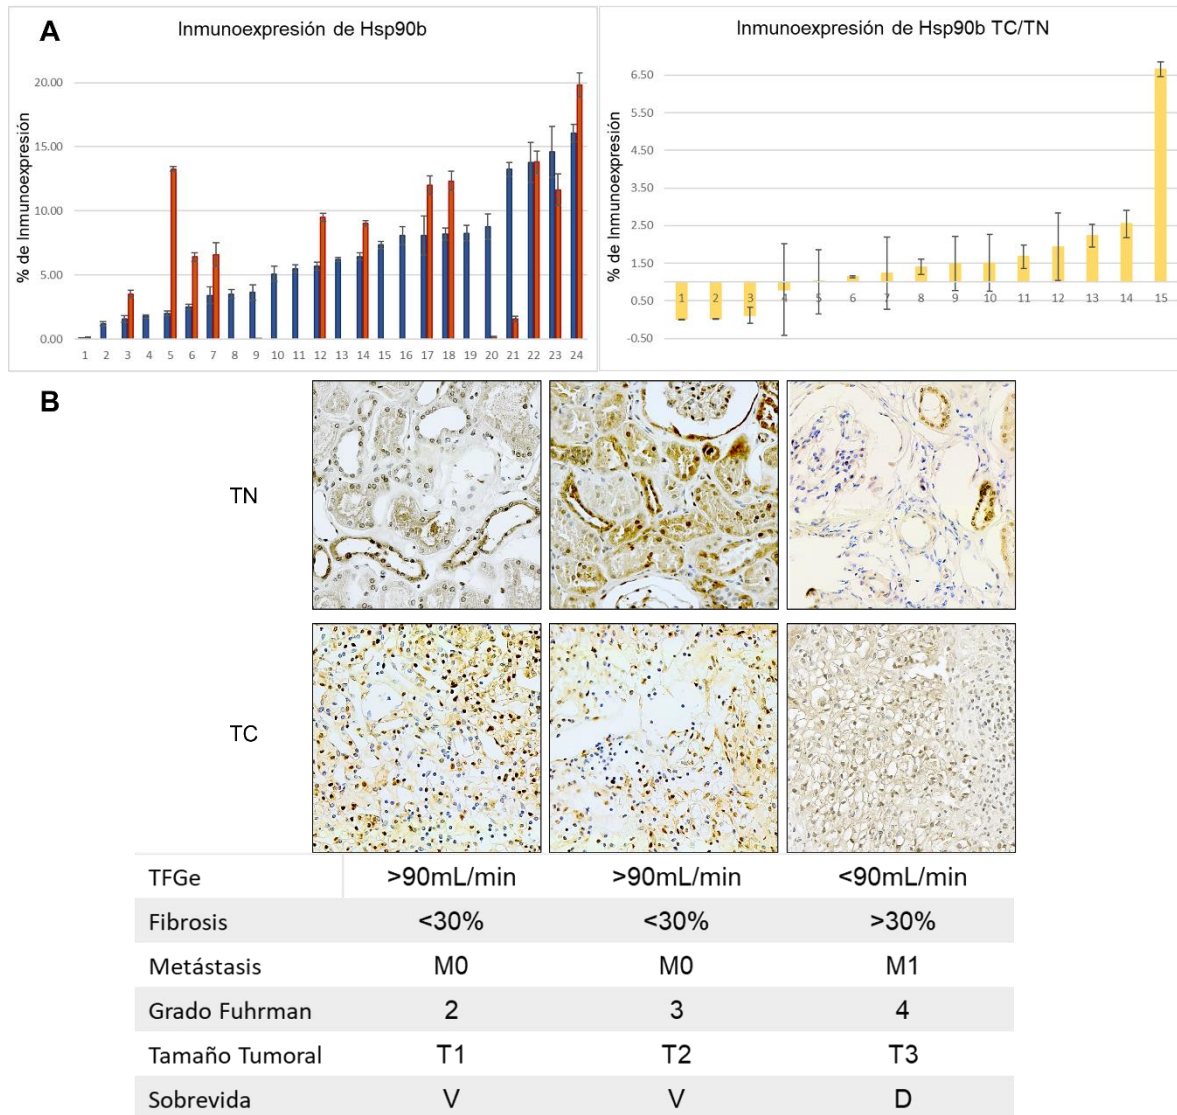 A
Inmunoexpresión de Hsp90b
% de Inmunoexpresión
20.00
15.00
10.00
5.00
0.00
1 2 3 4 5 6 7 8 9 10 11 12 13 14 15 16 17 18 19 20 21 22 23 24
Inmunoexpresión de Hsp90b TC/TN
% de Inmunoexpresión
6.50
5.50
4.50
3.50
2.50
1.50
0.50
-0.50
1 2 3 4 5 6 7 8 9 10 11 12 13 14 15
B
TN
TC
TFGe >90mL/min >90mL/min <90mL/min
Fibrosis <30% <30% >30%
Metástasis M0 M0 M1
Grado Fuhrman 2 3 4
Tamaño Tumoral T1 T2 T3
Sobrevida V V D